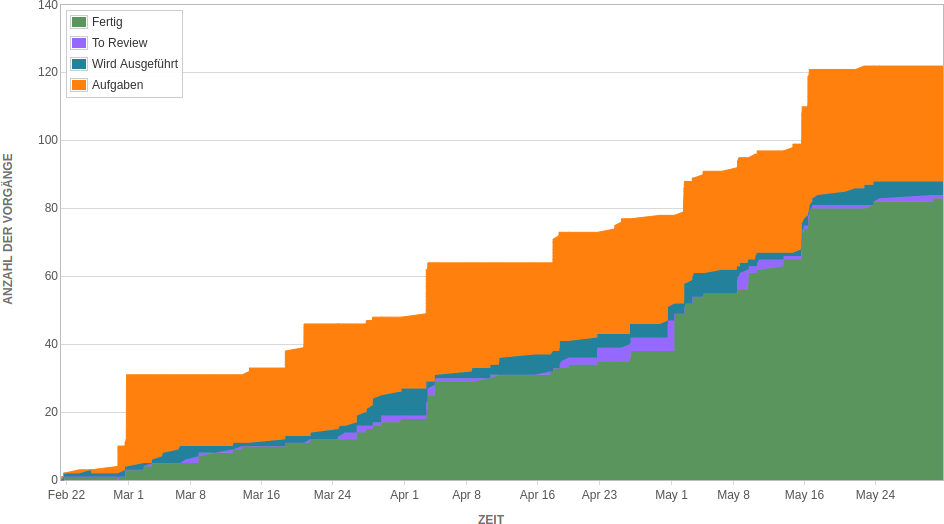 140
Fertig
To Review
Wird Ausgeführt
Aufgaben
120
100
80
60
40
20
0
ANZAHL DER VORGÄNGE
Feb 22 Mar 1 Mar 8 Mar 16 Mar 24 Apr 1 Apr 8 Apr 16 Apr 23 May 1 May 8 May 16 May 24
ZEIT